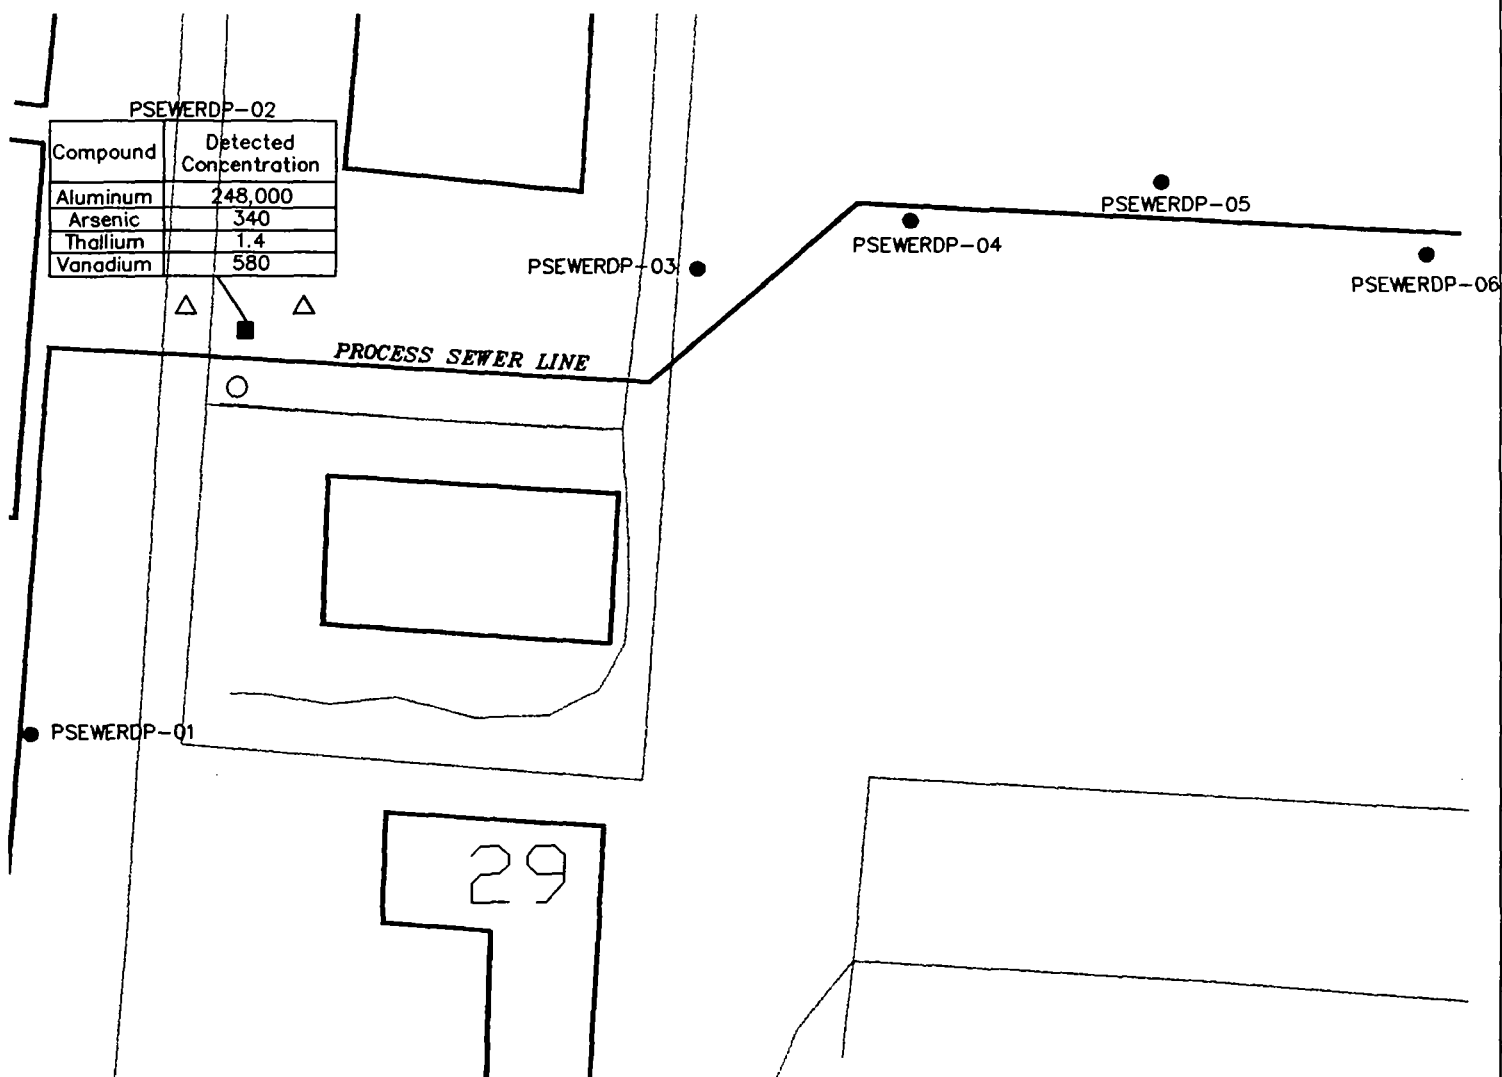 PSEWERDP-02
Compound Detected Concentration
Aluminum 248,000
Arsenic 340
Thallium 1.4
Vanadium 580
PSEWERDP-05
PSEWERDP-04
PSEWERDP-03
PSEWERDP-06
PROCESS SEWER LINE
PSEWERDP-01
29